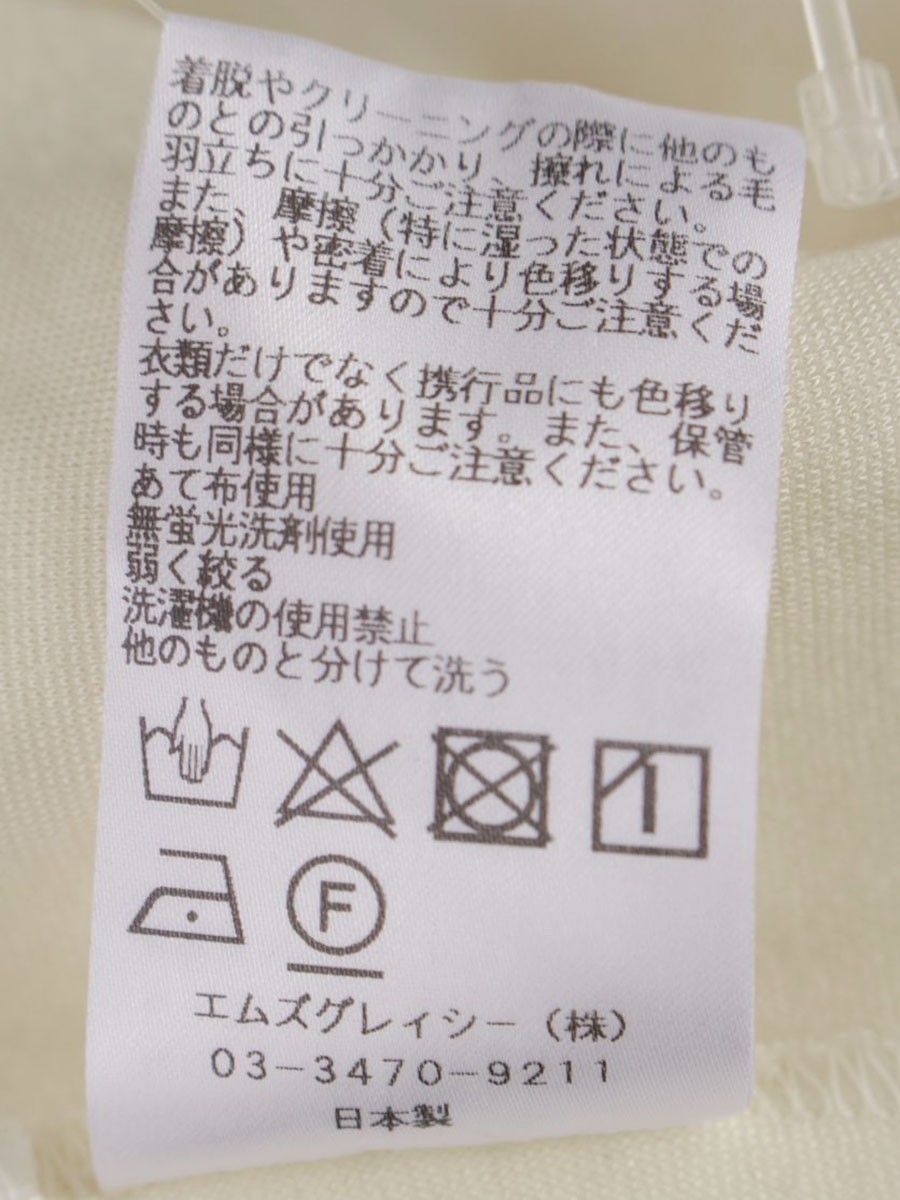 着脱やクリーニングの際に他のも
のとの引っかかり、擦れによる毛
羽立ちに十分ご注意ください。
また、摩擦（特に湿った状態での
摩擦）や密着により色移りする場
合がありますので十分ご注意くだ
さい。
衣類だけでなく携行品にも色移り
する場合があります。また、保管
時も同様に十分ご注意ください。
あて布使用
無蛍光洗剤使用
弱く絞る
洗濯機の使用禁止
他のものと分けて洗う
F
エムズグレィシー（株）
03-3470-9211
日本製